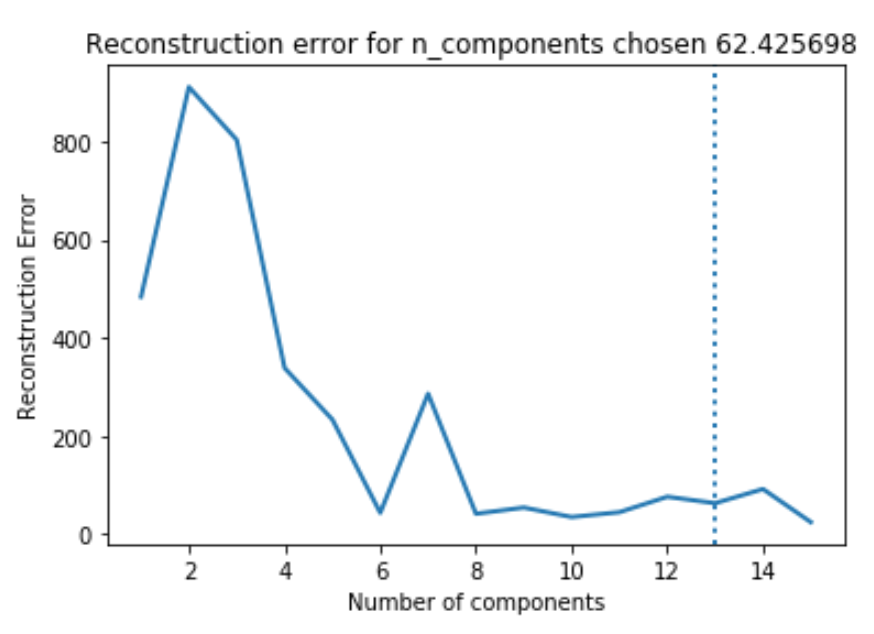 Reconstruction error for n_components chosen 62.425698
Reconstruction Error
800
600
400
200
0
2 4 6 8 10 12 14
Number of components